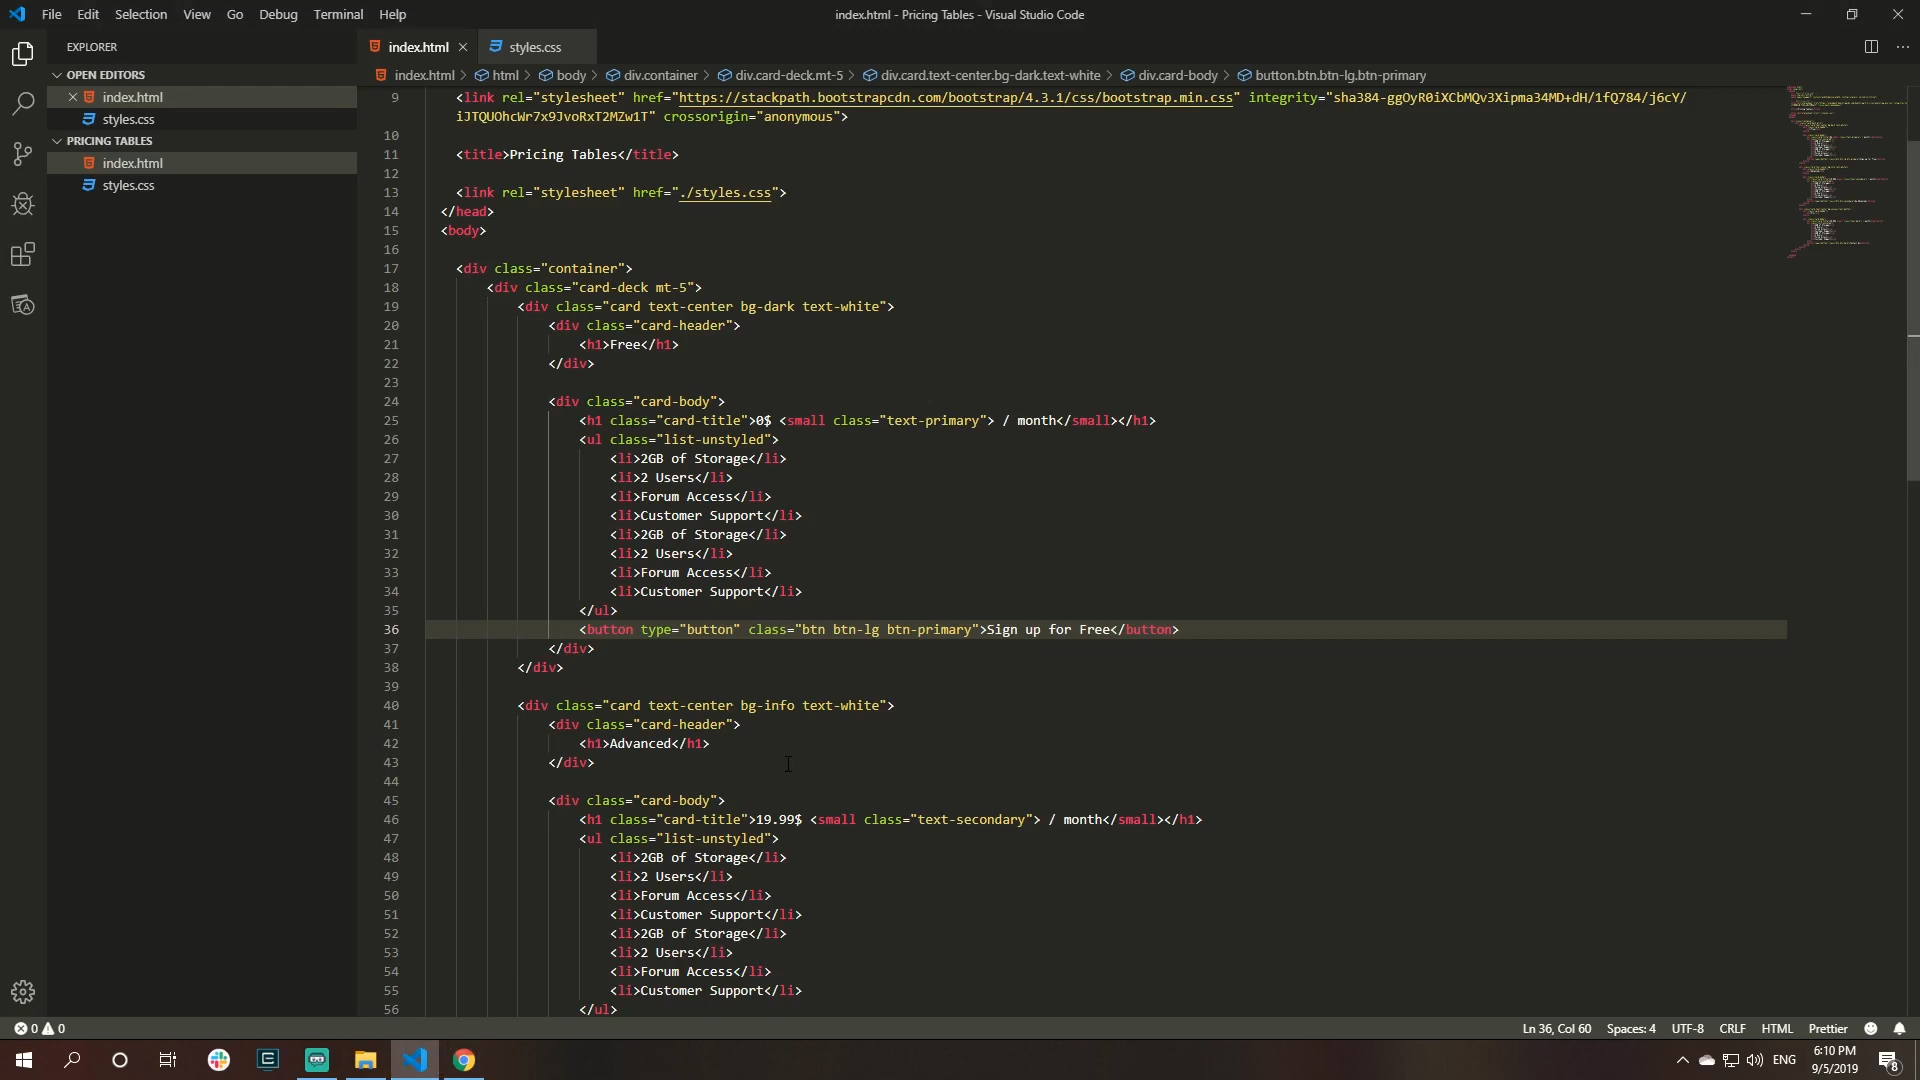 File Edit Selection View Go Debug Terminal Help
index.html - Pricing Tables - Visual Studio Code
EXPLORER
OPEN EDITORS
index.html
styles.css
PRICING TABLES
index.html
styles.css
index.html styles.css
index.html > html > body > div.container > div.card-deck.mt-5 > div.card.text-center.bg-dark.text-white > div.card-body > button.btn.btn-lg.btn-primary
9 <link rel="stylesheet" href="https://stackpath.bootstrapcdn.com/bootstrap/4.3.1/css/bootstrap.min.css" integrity="sha384-ggOyR0iXCbMQv3Xipma34MD+dH/1fQ784/j6cY/
iJTQUOhcWr7x9JvoRxT2MZw1T" crossorigin="anonymous">
10
11 <title>Pricing Tables</title>
12
13 <link rel="stylesheet" href="./styles.css">
14 </head>
15 <body>
16
17 <div class="container">
18 <div class="card-deck mt-5">
19 <div class="card text-center bg-dark text-white">
20 <div class="card-header">
21 <h1>Free</h1>
22 </div>
23
24 <div class="card-body">
25 <h1 class="card-title">0$ <small class="text-primary"> / month</small></h1>
26 <ul class="list-unstyled">
27 <li>2GB of Storage</li>
28 <li>2 Users</li>
29 <li>Forum Access</li>
30 <li>Customer Support</li>
31 <li>2GB of Storage</li>
32 <li>2 Users</li>
33 <li>Forum Access</li>
34 <li>Customer Support</li>
35 </ul>
36 <button type="button" class="btn btn-lg btn-primary">Sign up for Free</button>
37 </div>
38 </div>
39
40 <div class="card text-center bg-info text-white">
41 <div class="card-header">
42 <h1>Advanced</h1>
43 </div>
44
45 <div class="card-body">
46 <h1 class="card-title">19.99$ <small class="text-secondary"> / month</small></h1>
47 <ul class="list-unstyled">
48 <li>2GB of Storage</li>
49 <li>2 Users</li>
50 <li>Forum Access</li>
51 <li>Customer Support</li>
52 <li>2GB of Storage</li>
53 <li>2 Users</li>
54 <li>Forum Access</li>
55 <li>Customer Support</li>
56 </ul>
0 0
Ln 36, Col 60 Spaces: 4 UTF-8 CRLF HTML Prettier
ENG
6:10 PM
9/5/2019
8